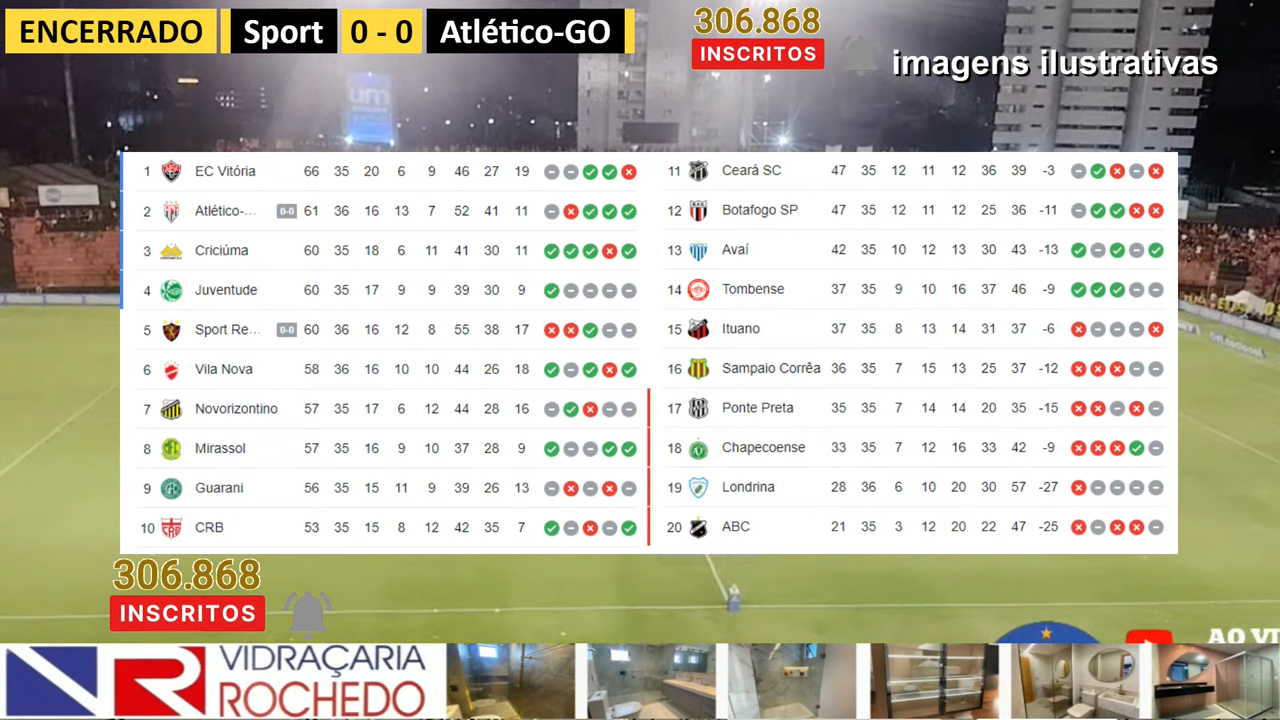 ENCERRADO Sport 0 - 0 Atlético-GO
306.868
INSCRITOS
imagens ilustrativas
um
1 EC Vitória 66 35 20 6 9 46 27 19
2 Atlético-... 0-0 61 36 16 13 7 52 41 11
3 Criciúma 60 35 18 6 11 41 30 11
4 Juventude 60 35 17 9 9 39 30 9
5 Sport Re... 0-0 60 36 16 12 8 55 38 17
6 Vila Nova 58 36 16 10 10 44 26 18
7 Novorizontino 57 35 17 6 12 44 28 16
8 Mirassol 57 35 16 9 10 37 28 9
9 Guarani 56 35 15 11 9 39 26 13
10 CRB 53 35 15 8 12 42 35 7
11 Ceará SC 47 35 12 11 12 36 39 -3
12 Botafogo SP 47 35 12 11 12 25 36 -11
13 Avaí 42 35 10 12 13 30 43 -13
14 Tombense 37 35 9 10 16 37 46 -9
15 Ituano 37 35 8 13 14 31 37 -6
16 Sampaio Corrêa 36 35 7 15 13 25 37 -12
17 Ponte Preta 35 35 7 14 14 20 35 -15
18 Chapecoense 33 35 7 12 16 33 42 -9
19 Londrina 28 36 6 10 20 30 57 -27
20 ABC 21 35 3 12 20 22 47 -25
306.868
INSCRITOS
AO VI
NR VIDRAÇARIA
ROCHEDO